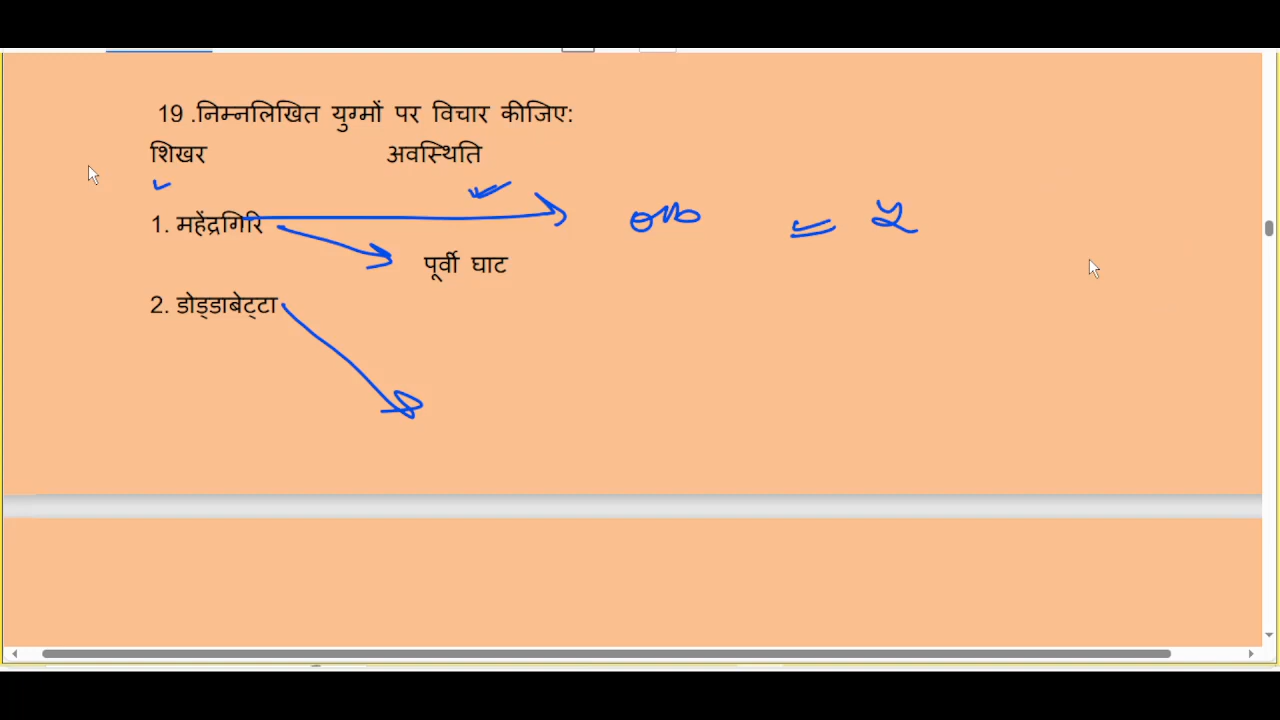 19 .निम्नलिखित युग्मों पर विचार कीजिए:
शिखर अवस्थिति
1. महेंद्रगिरि
पूर्वी घाट
2. डोड्डाबेट्टा